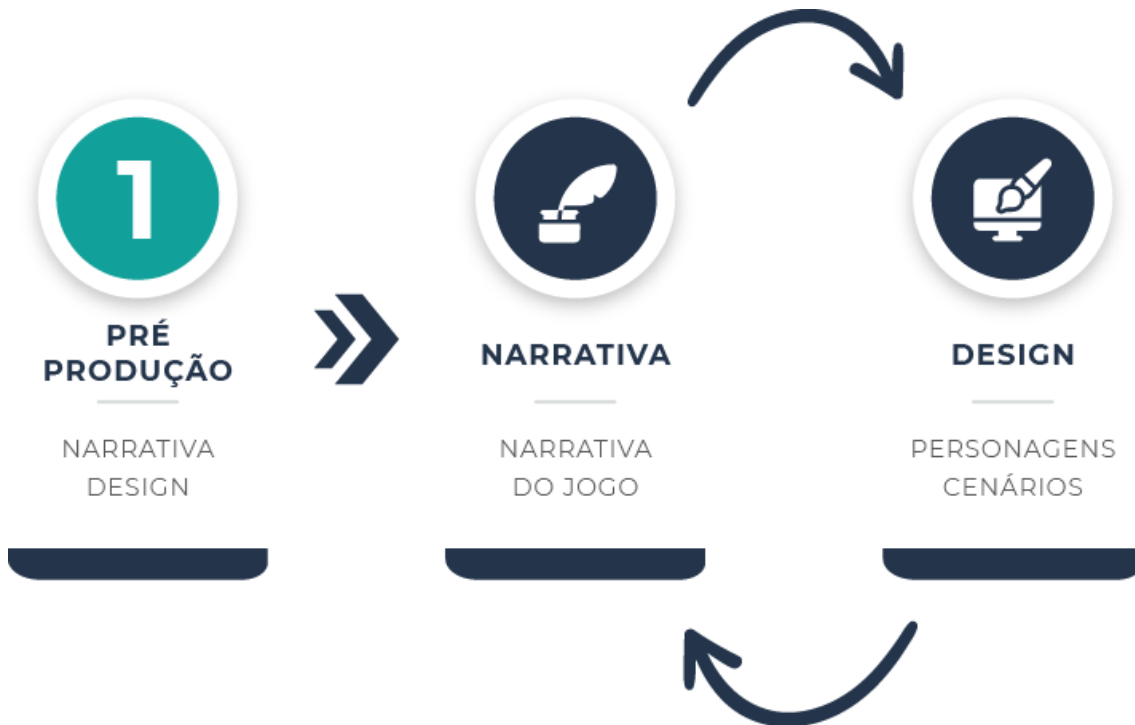 1
PRÉ
PRODUÇÃO
NARRATIVA
DESIGN
NARRATIVA
NARRATIVA
DO JOGO
DESIGN
PERSONAGENS
CENÁRIOS